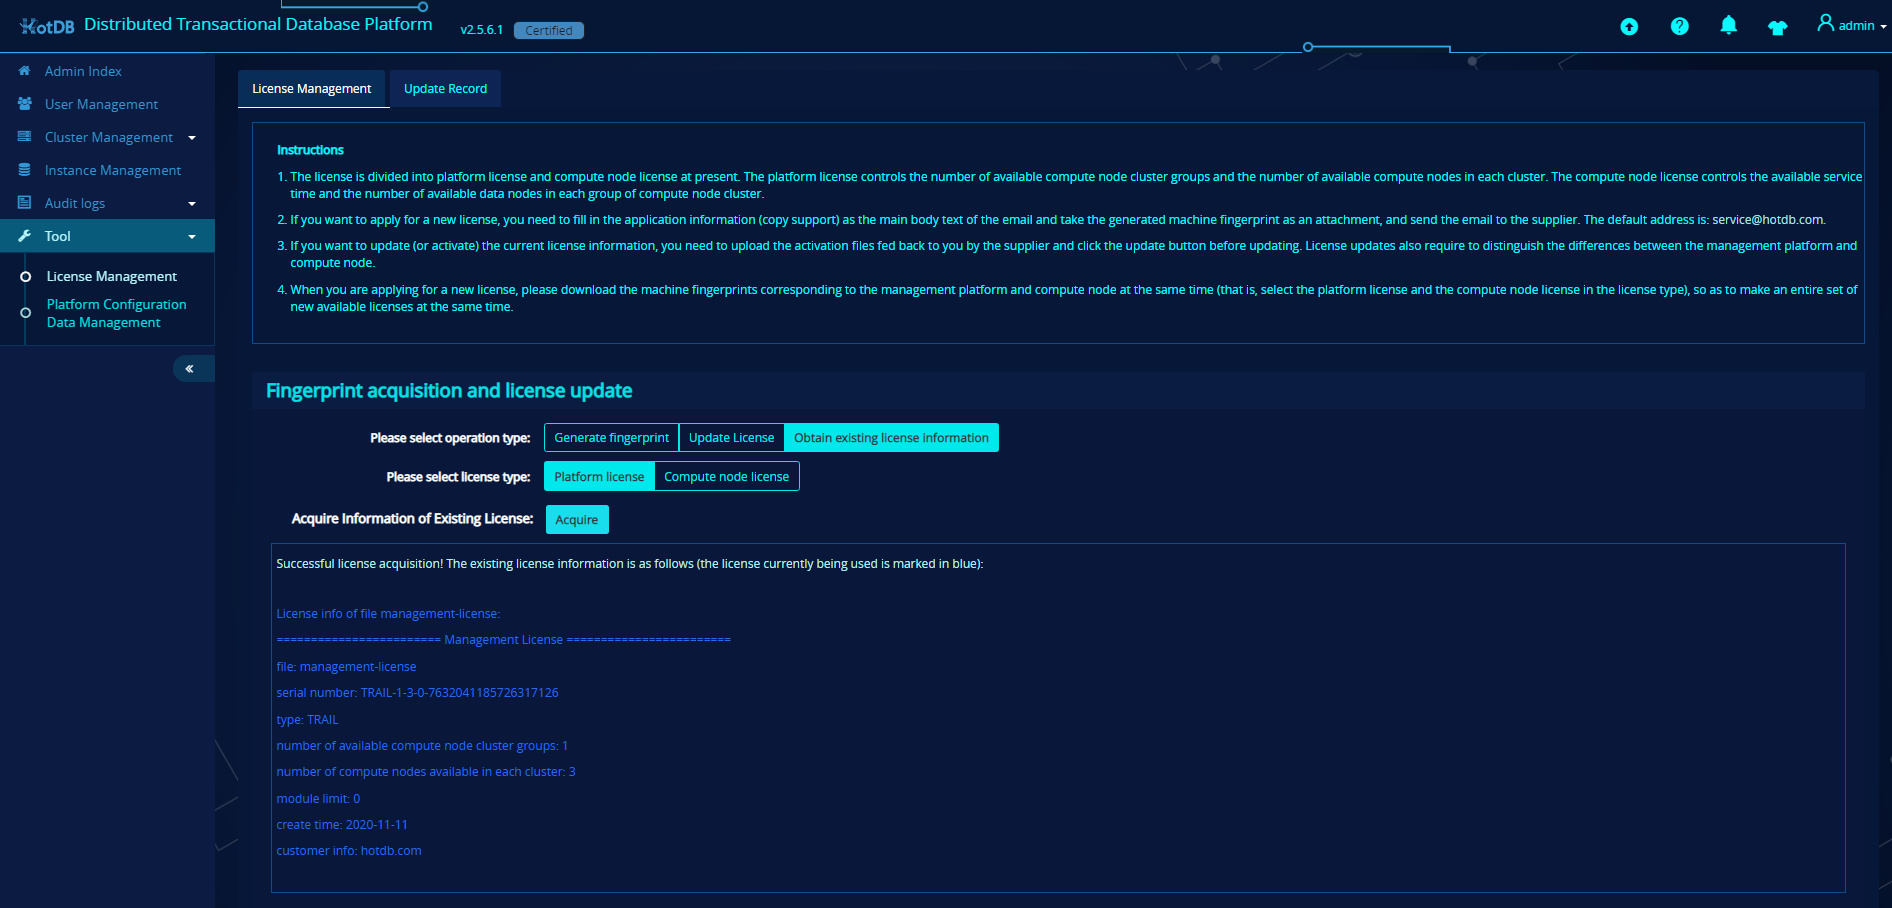 HotDB Distributed Transactional Database Platform v2.5.6.1 Certified
admin
Admin Index
User Management
Cluster Management
Instance Management
Audit logs
Tool
License Management
Platform Configuration
Data Management
License Management Update Record
Instructions
1. The license is divided into platform license and compute node license at present. The platform license controls the number of available compute node cluster groups and the number of available compute nodes in each cluster. The compute node license controls the available service
time and the number of available data nodes in each group of compute node cluster.
2. If you want to apply for a new license, you need to fill in the application information (copy support) as the main body text of the email and take the generated machine fingerprint as an attachment, and send the email to the supplier. The default address is: service@hotdb.com.
3. If you want to update (or activate) the current license information, you need to upload the activation files fed back to you by the supplier and click the update button before updating. License updates also require to distinguish the differences between the management platform and
compute node.
4. When you are applying for a new license, please download the machine fingerprints corresponding to the management platform and compute node at the same time (that is, select the platform license and the compute node license in the license type), so as to make an entire set of
new available licenses at the same time.
Fingerprint acquisition and license update
Please select operation type: Generate fingerprint Update License Obtain existing license information
Please select license type: Platform license Compute node license
Acquire Information of Existing License: Acquire
Successful license acquisition! The existing license information is as follows (the license currently being used is marked in blue):
License info of file management-license:
======================== Management License ========================
file: management-license
serial number: TRAIL-1-3-0-7632041185726317126
type: TRAIL
number of available compute node cluster groups: 1
number of compute nodes available in each cluster: 3
module limit: 0
create time: 2020-11-11
customer info: hotdb.com